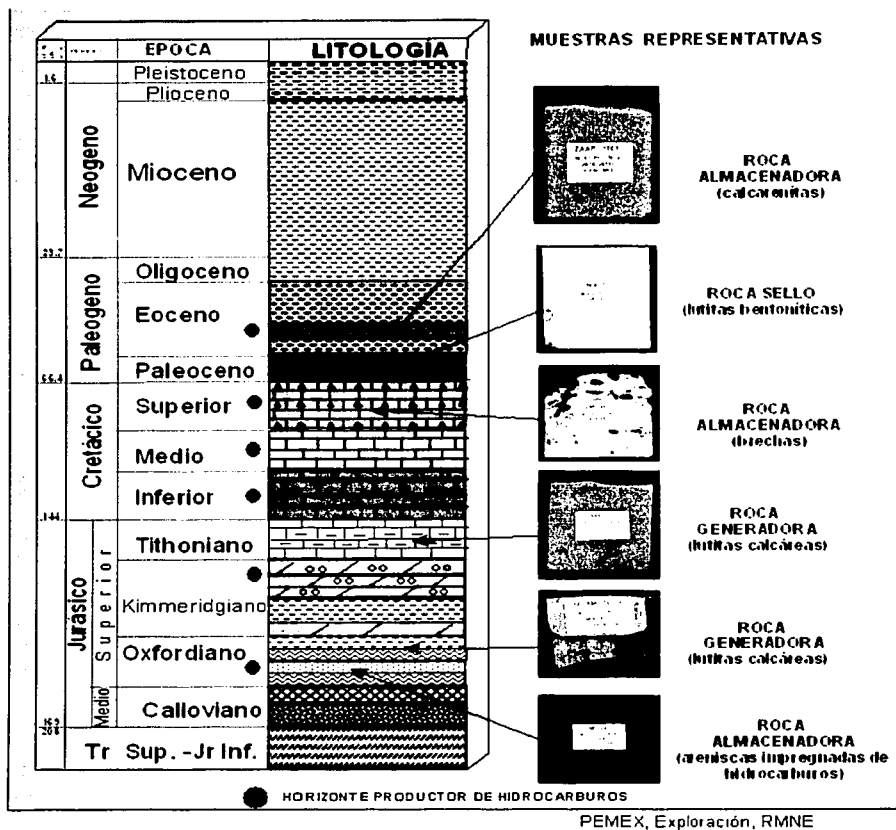 EPOCA
LITOLOGÍA
MUESTRAS REPRESENTATIVAS
Neogeno
Pleistoceno
Plioceno
Mioceno
Paleogeno
Oligoceno
Eoceno
Paleoceno
Cretácico
Superior
Medio
Inferior
Jurásico
Superior
Tithoniano
Kimmeridgiano
Oxfordiano
Medio
Calloviano
Tr Sup. -Jr Inf.
ROCA
ALMACENADORA
(calcarenitas)
ROCA SELLO
(lutitas bentoníticas)
ROCA
ALMACENADORA
(brechas)
ROCA
GENERADORA
(lutitas calcáreas)
ROCA
GENERADORA
(lutitas calcáreas)
ROCA
ALMACENADORA
(areniscas impregnadas de
hidrocarburos)
HORIZONTE PRODUCTOR DE HIDROCARBUROS
PEMEX, Exploración, RMNE